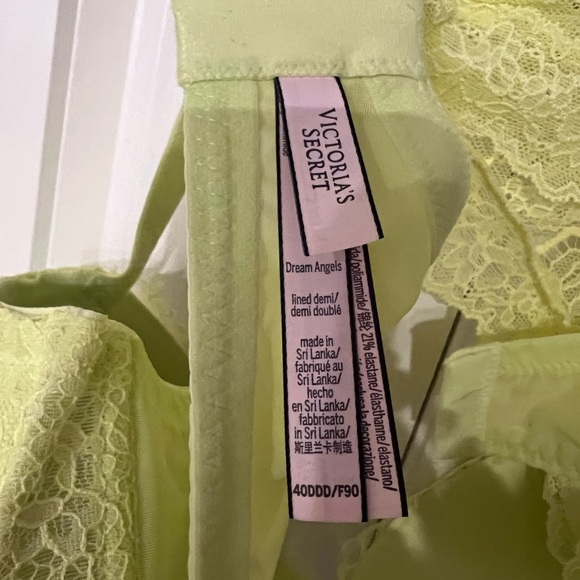 VICTORIA'S
SECRET
Dream Angels
lined demi/
demi doublé
made in
Sri Lanka/
fabriqué au
Sri Lanka/
hecho
en Sri Lanka/
fabbricato
in Sri Lanka/
斯里兰卡制造
40DDD/F90
21% elastane/élasthanne/elastano/